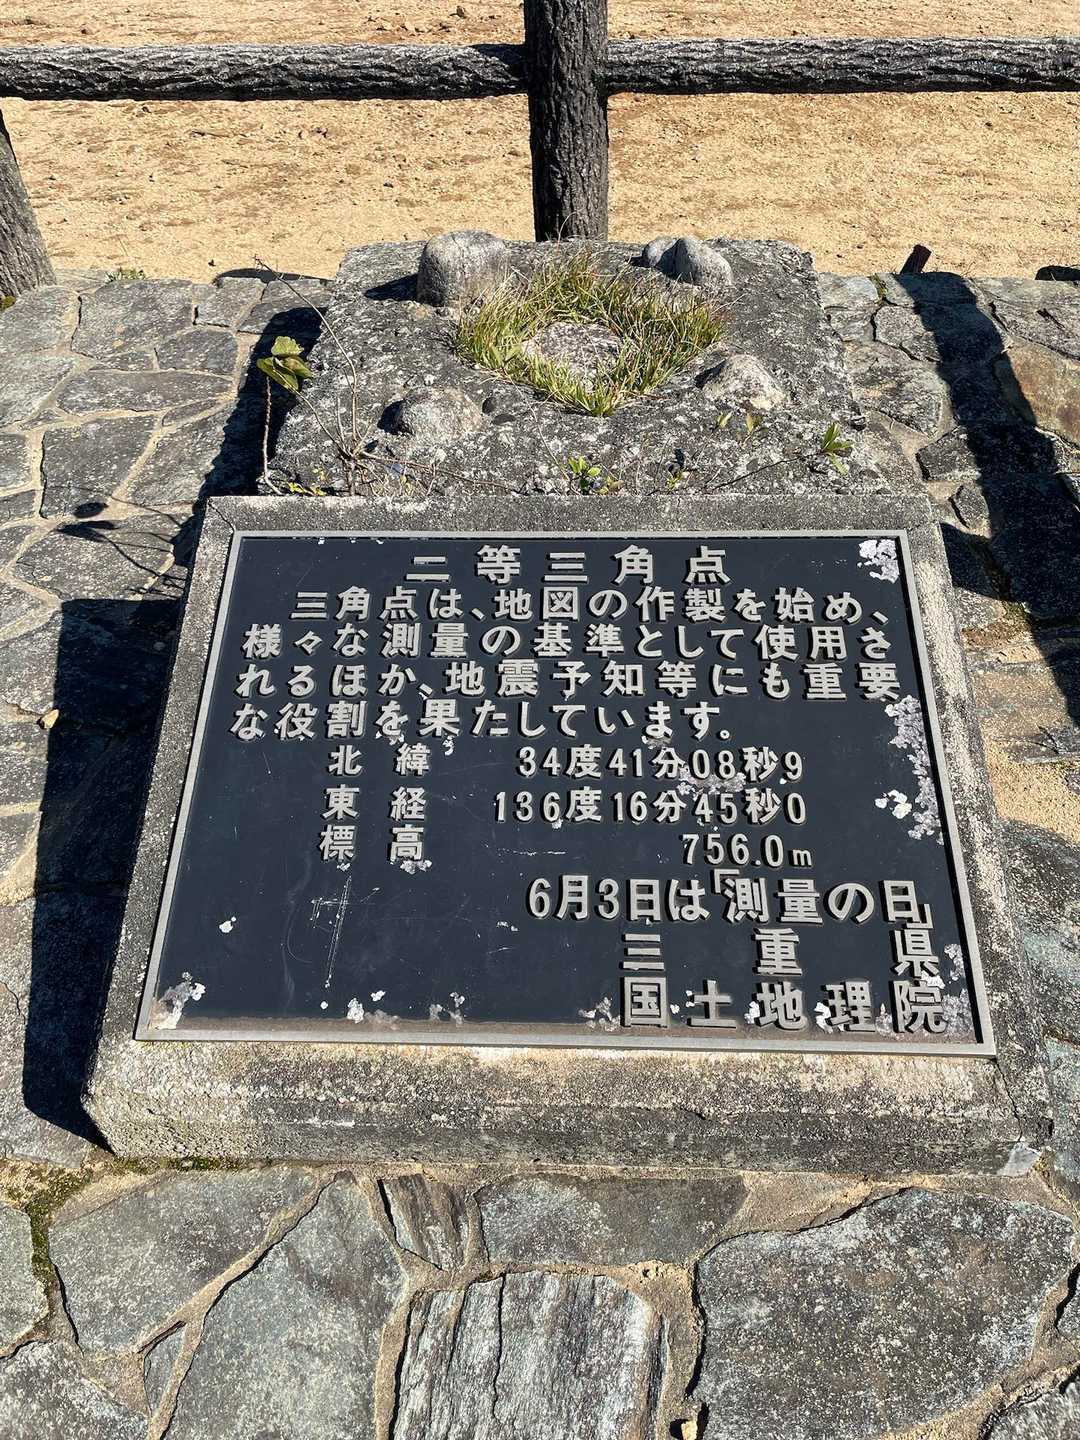 二等三角点
三角点は、地図の作製を始め、
様々な測量の基準として使用さ
れるほか、地震予知等にも重要
な役割を果たしています。
北緯 34度41分08秒.9
東経 136度16分45秒0
標高 756.0m
6月3日は「測量の日」
三重県
国土地理院